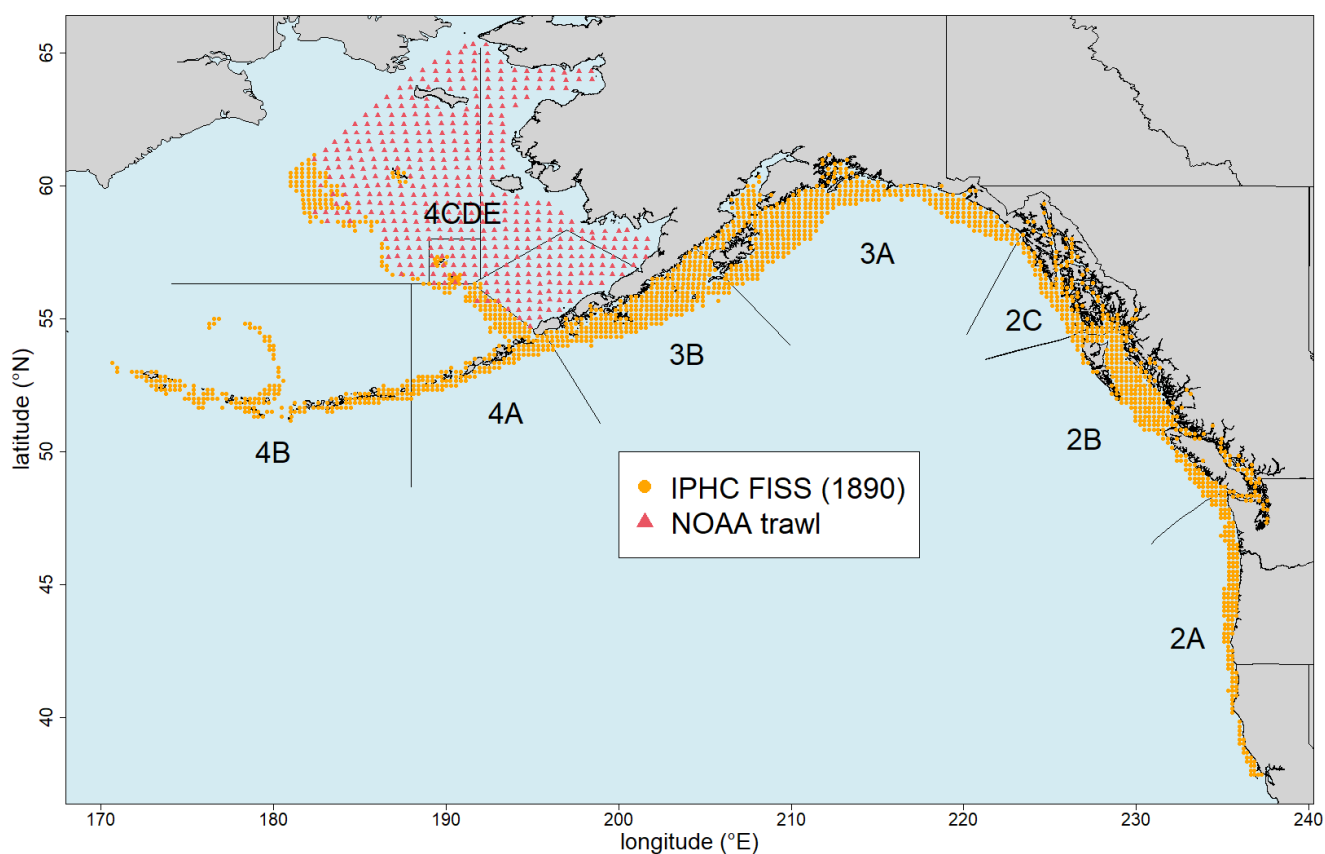 65
60
55
50
45
40
latitude (°N)
4CDE
3A
2C
3B
4A
2B
4B
IPHC FISS (1890)
NOAA trawl
2A
170
180
190
200
210
220
230
240
longitude (°E)